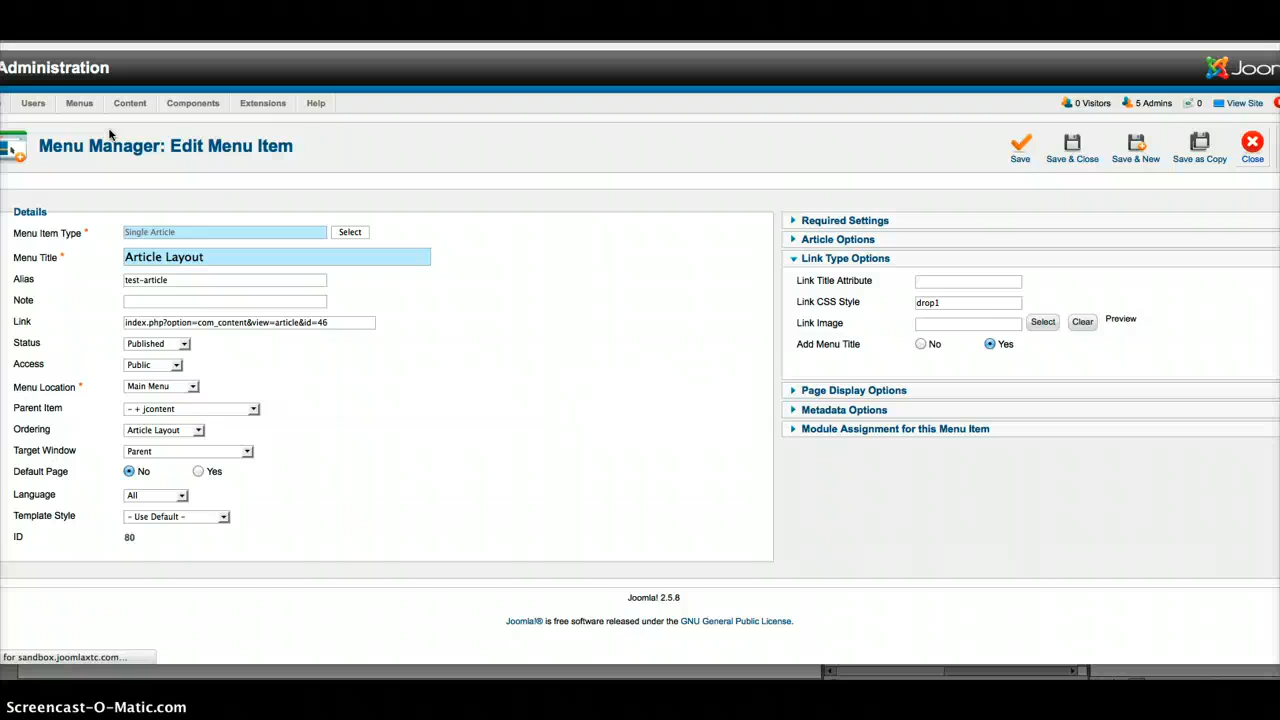 Administration
Joom
Users Menus Content Components Extensions Help
0 Visitors 5 Admins 0 View Site
Menu Manager: Edit Menu Item
Save Save & Close Save & New Save as Copy Close
Details
Menu Item Type * Single Article Select
Menu Title * Article Layout
Alias test-article
Note
Link index.php?option=com_content&view=article&id=46
Status Published
Access Public
Menu Location * Main Menu
Parent Item - + jcontent
Ordering Article Layout
Target Window Parent
Default Page No Yes
Language All
Template Style - Use Default -
ID 80
Required Settings
Article Options
Link Type Options
Link Title Attribute
Link CSS Style drop1
Link Image Select Clear Preview
Add Menu Title No Yes
Page Display Options
Metadata Options
Module Assignment for this Menu Item
Joomla! 2.5.8
Joomla!® is free software released under the GNU General Public License.
for sandbox.joomlaxtc.com...
Screencast-O-Matic.com